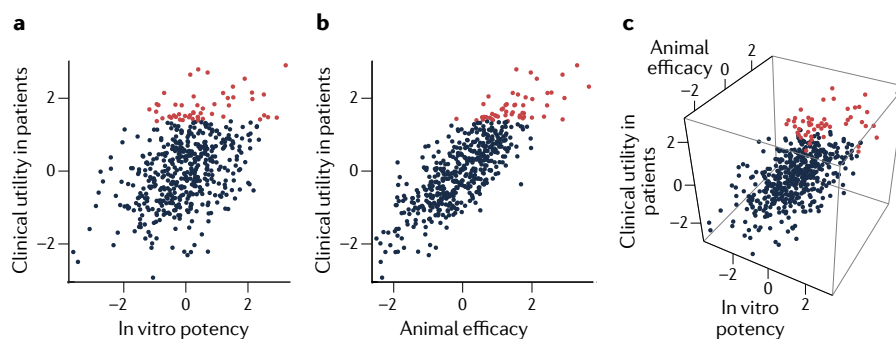 a
Clinical utility in patients
2
0
−2
−2
0
2
In vitro potency
b
Clinical utility in patients
2
0
−2
−2
0
2
Animal efficacy
c
Animal
efficacy
−2
0
2
Clinical utility in
patients
2
0
−2
−2
0
2
In vitro
potency